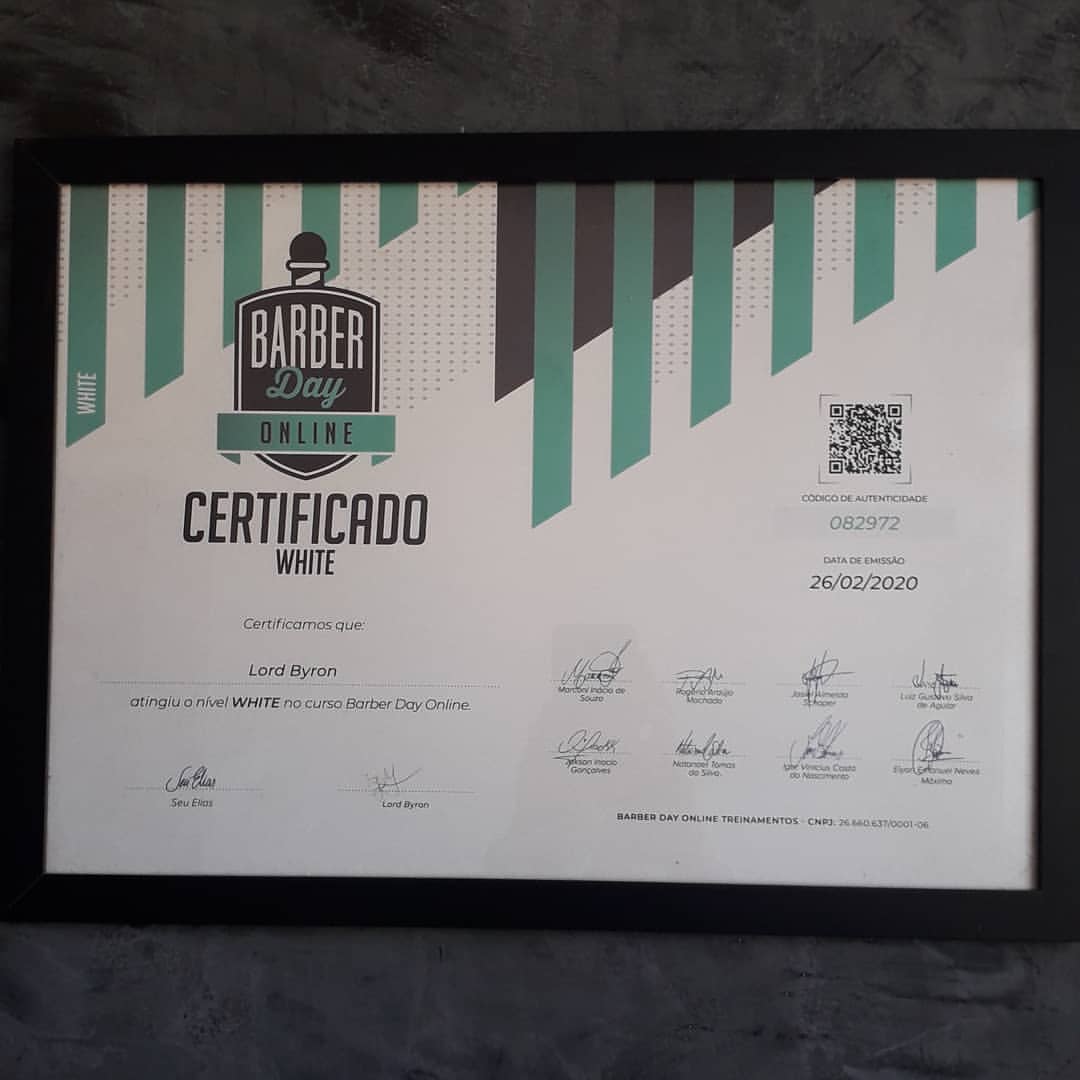 WHITE
BARBER
Day
ONLINE
CERTIFICADO
WHITE
Certificamos que:
Lord Byron
atingiu o nível WHITE no curso Barber Day Online.
Seu Elias
Seu Elias
Lord Byron
CÓDIGO DE AUTENTICIDADE
082972
DATA DE EMISSÃO
26/02/2020
Marconi Inácio de
Souza
Rogério Araújo
Machado
Almeida
Luiz Gustavo Silva
de Aguiar
Jakson Inacio
Gonçalves
Natanael Tomas
da Silva.
Igor Vinicius Costa
do Nascimento
Elyan Emanuel Neves
Máximo
BARBER DAY ONLINE TREINAMENTOS - CNPJ: 26.660.637/0001-06